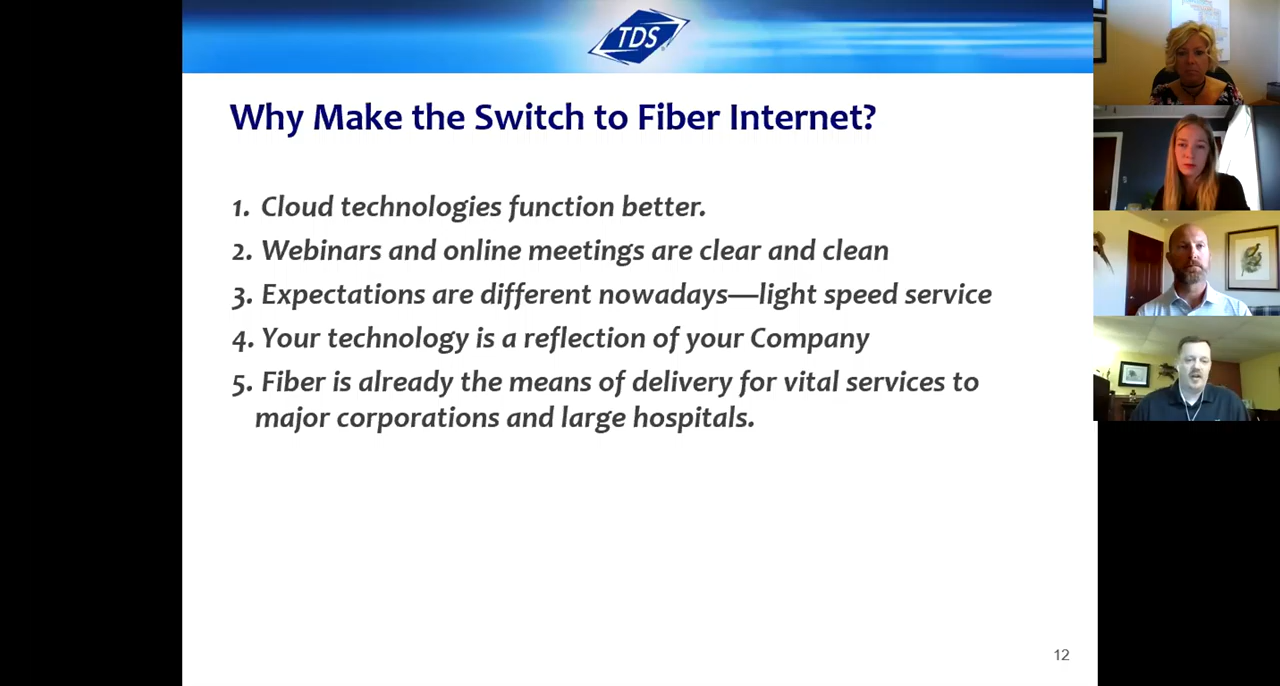 TDS
Why Make the Switch to Fiber Internet?
1. Cloud technologies function better.
2. Webinars and online meetings are clear and clean
3. Expectations are different nowadays—light speed service
4. Your technology is a reflection of your Company
5. Fiber is already the means of delivery for vital services to
major corporations and large hospitals.
12